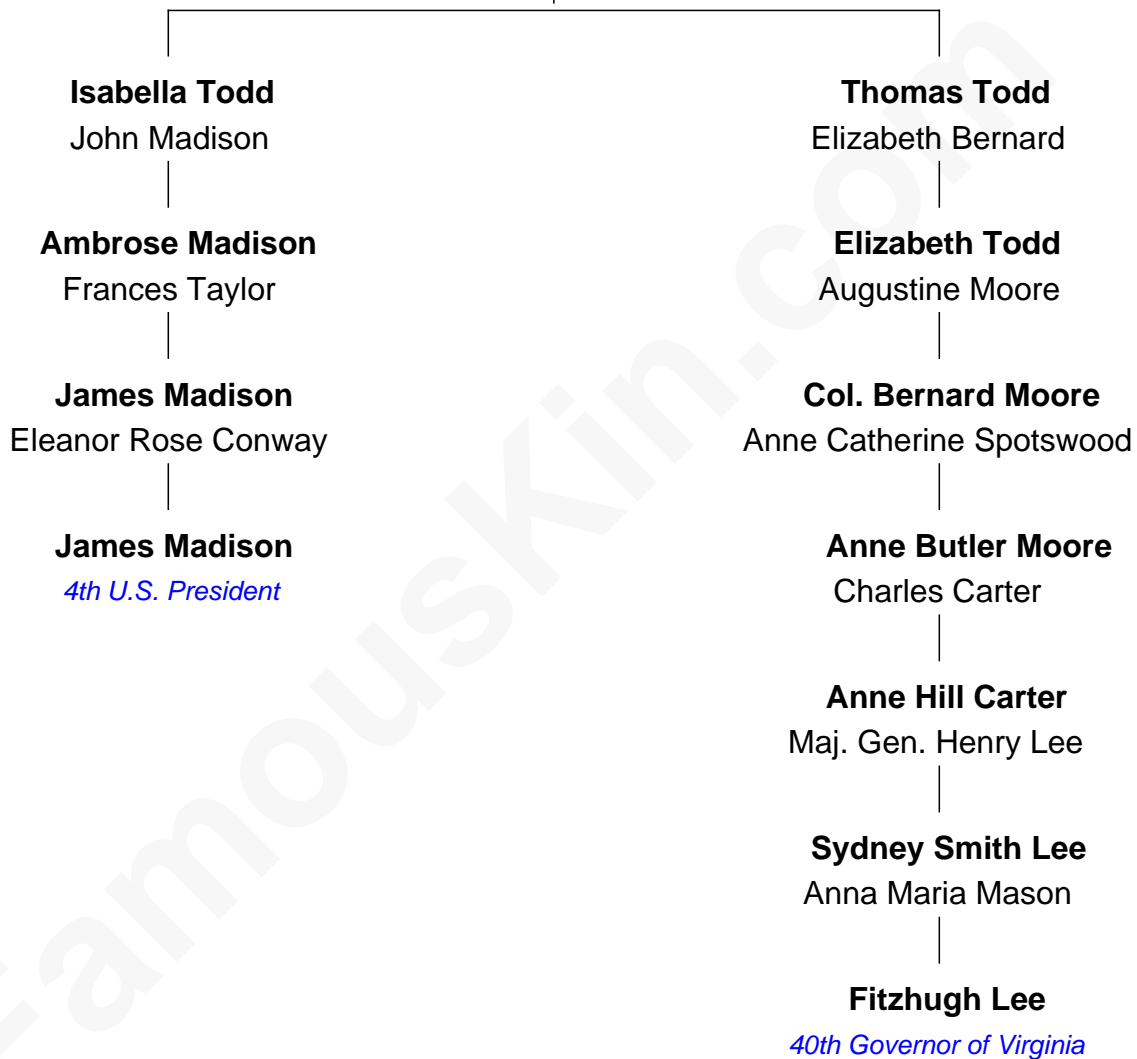 Isabella Todd
John Madison
Ambrose Madison
Frances Taylor
James Madison
Eleanor Rose Conway
James Madison
4th U.S. President
Thomas Todd
Elizabeth Bernard
Elizabeth Todd
Augustine Moore
Col. Bernard Moore
Anne Catherine Spotswood
Anne Butler Moore
Charles Carter
Anne Hill Carter
Maj. Gen. Henry Lee
Sydney Smith Lee
Anna Maria Mason
Fitzhugh Lee
40th Governor of Virginia
FamousKin.com